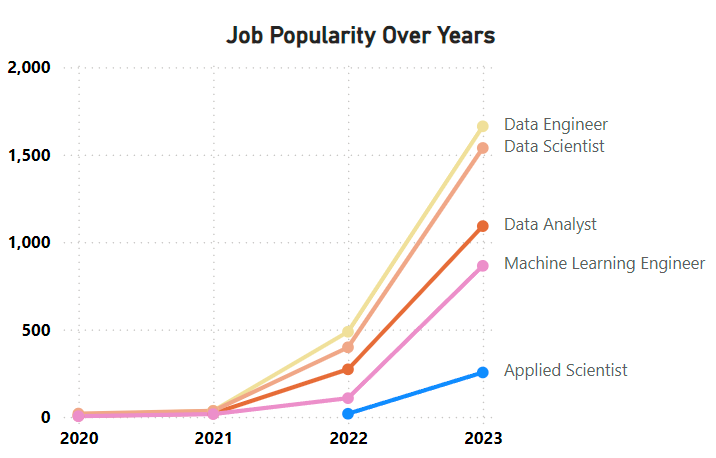 Job Popularity Over Years
2,000
1,500
1,000
500
0
2020 2021 2022 2023
Data Engineer
Data Scientist
Data Analyst
Machine Learning Engineer
Applied Scientist